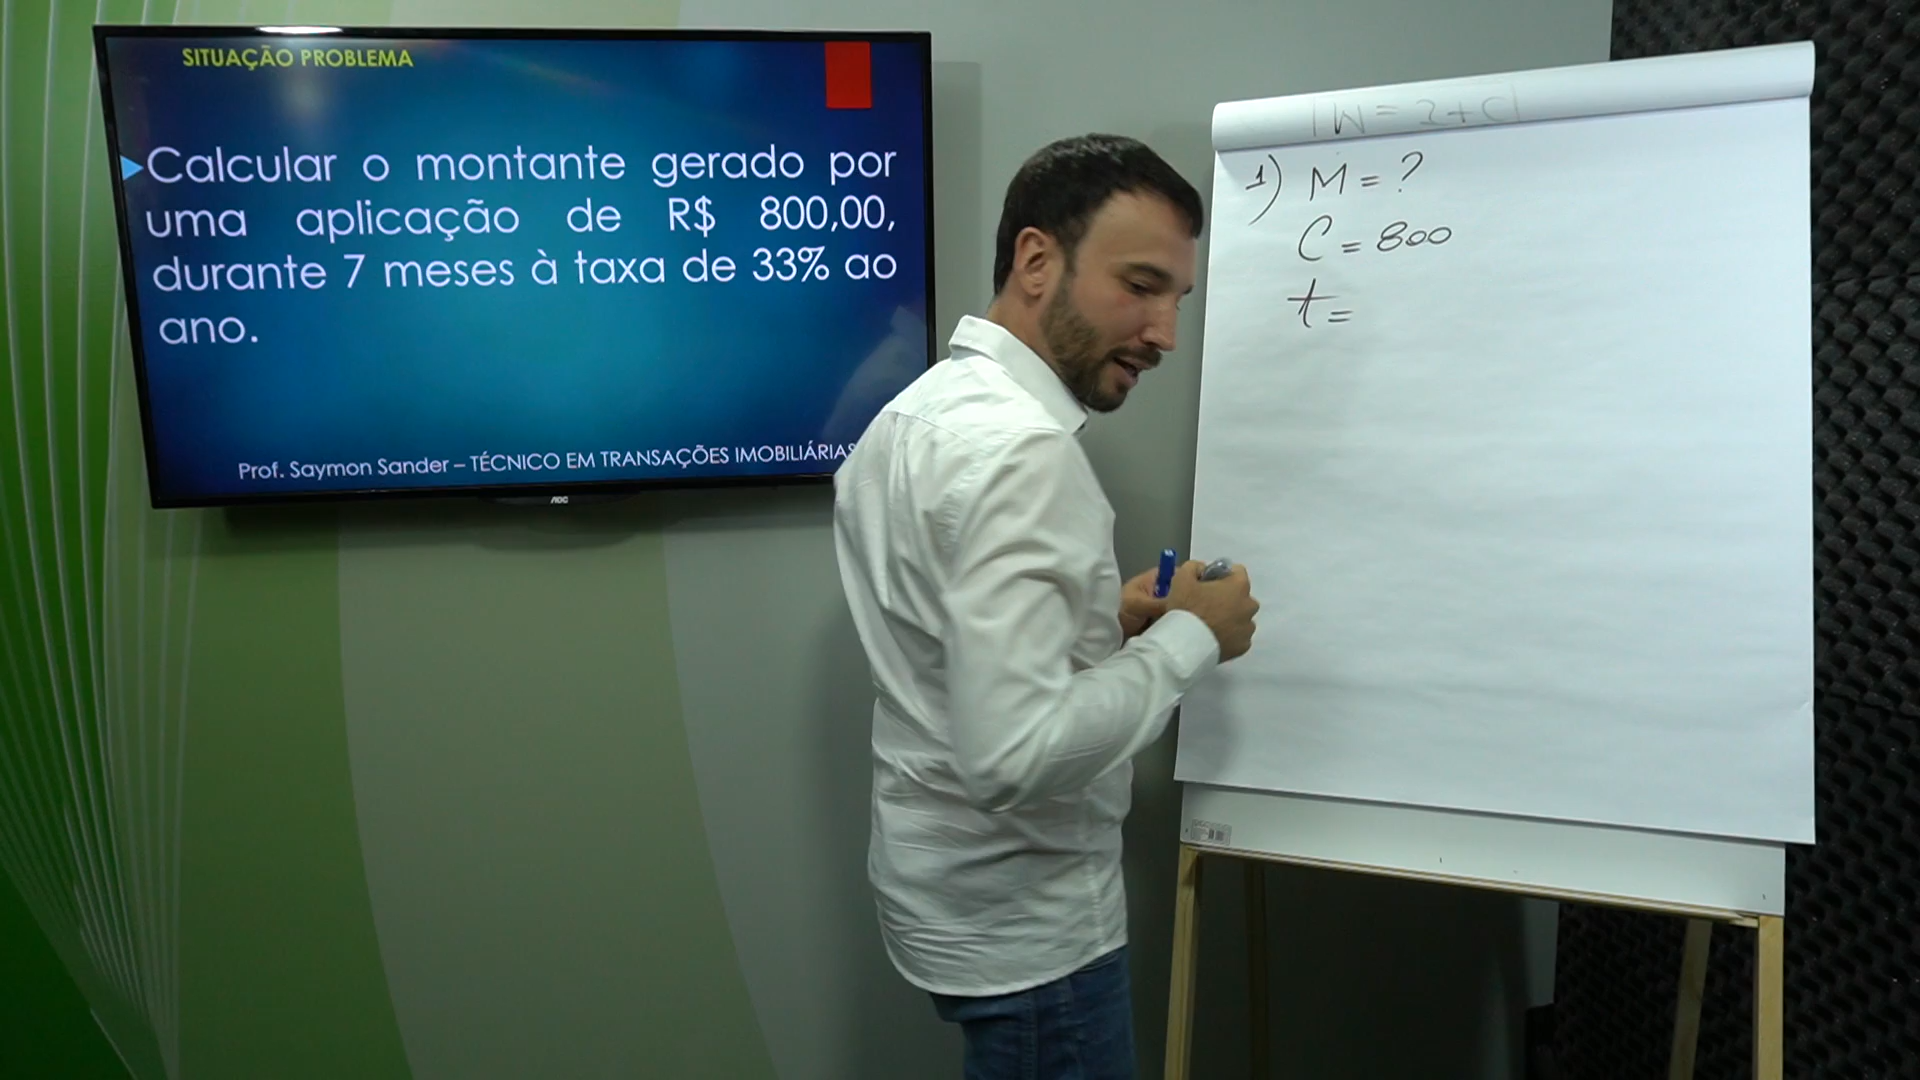 SITUAÇÃO PROBLEMA
Calcular o montante gerado por
uma aplicação de R$ 800,00,
durante 7 meses à taxa de 33% ao
ano.
Prof. Saymon Sander – TÉCNICO EM TRANSAÇÕES IMOBILIÁRIAS
AOC
1) M = ?
C = 800
t =